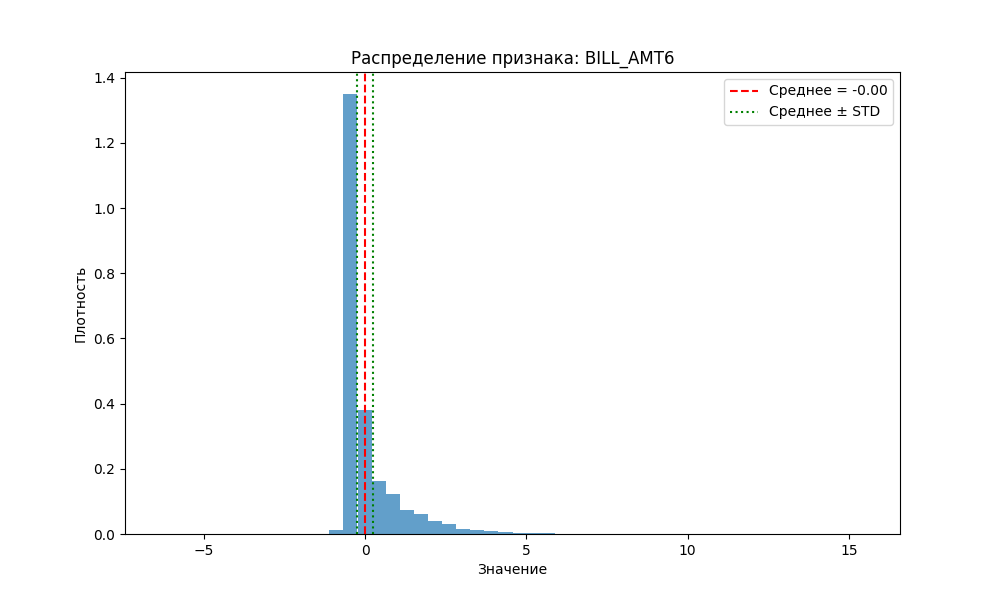 Распределение признака: BILL_AMT6
Среднее = -0.00
Среднее ± STD
Плотность
1.4
1.2
1.0
0.8
0.6
0.4
0.2
0.0
−5
0
5
10
15
Значение